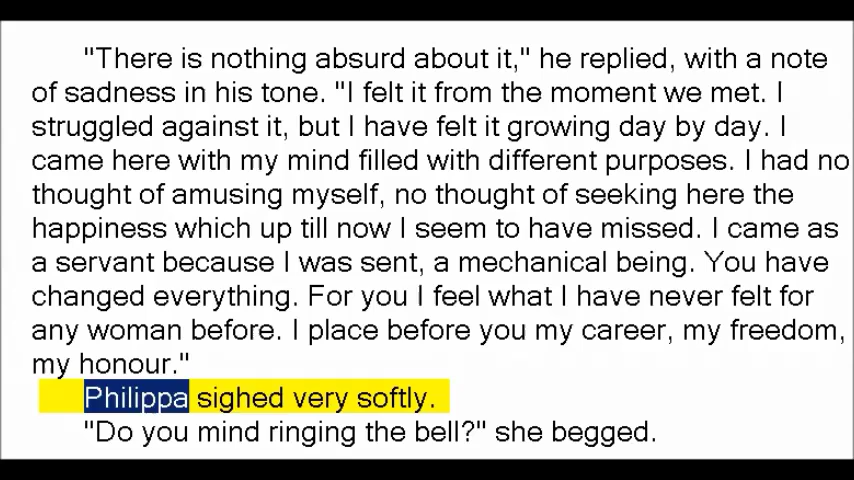 "There is nothing absurd about it," he replied, with a note
of sadness in his tone. "I felt it from the moment we met. I
struggled against it, but I have felt it growing day by day. I
came here with my mind filled with different purposes. I had no
thought of amusing myself, no thought of seeking here the
happiness which up till now I seem to have missed. I came as
a servant because I was sent, a mechanical being. You have
changed everything. For you I feel what I have never felt for
any woman before. I place before you my career, my freedom,
my honour."
Philippa sighed very softly.
"Do you mind ringing the bell?" she begged.